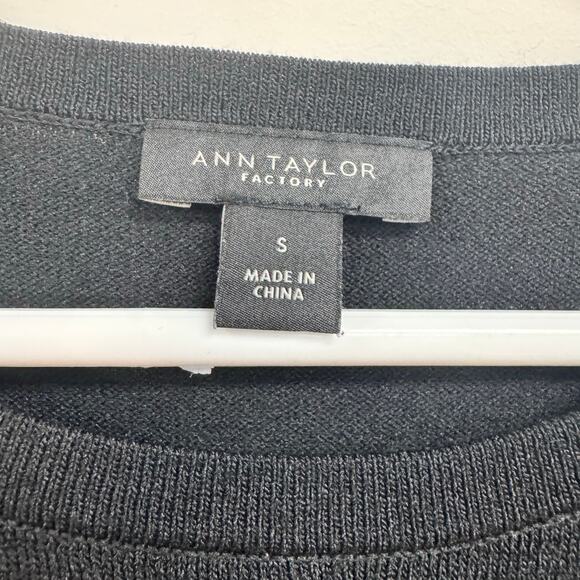 ANN TAYLOR
FACTORY
S
MADE IN
CHINA